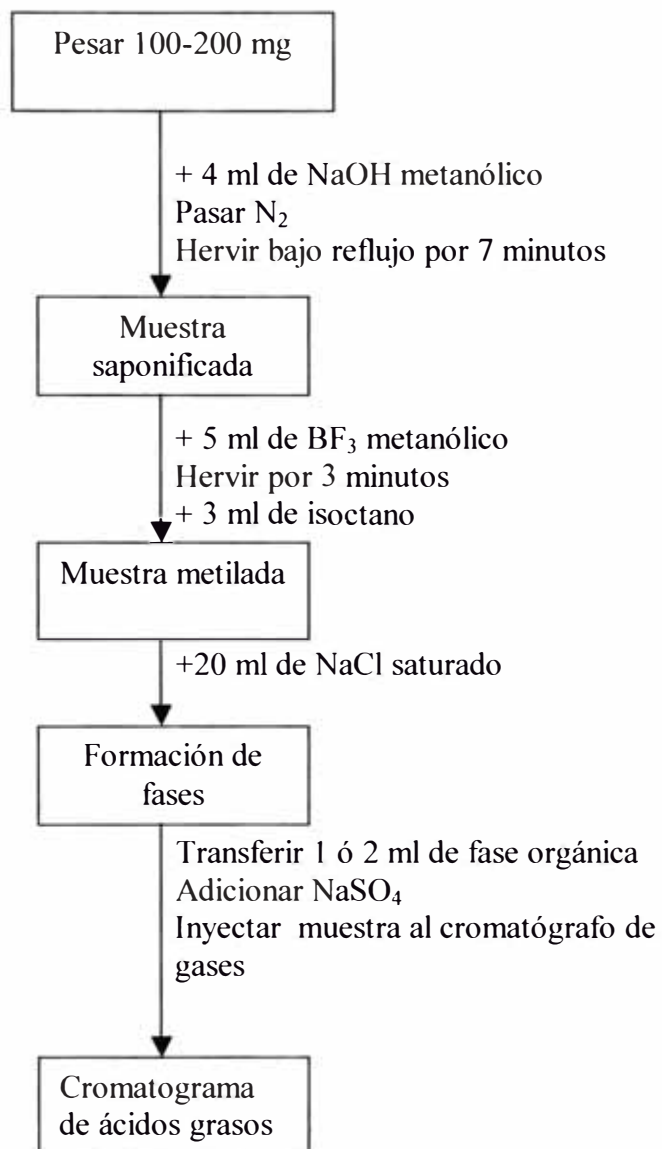 Pesar 100-200 mg
+ 4 ml de NaOH metanólico
Pasar N₂
Hervir bajo reflujo por 7 minutos
Muestra
saponificada
+ 5 ml de BF₃ metanólico
Hervir por 3 minutos
+ 3 ml de isoctano
Muestra metilada
+20 ml de NaCl saturado
Formación de
fases
Transferir 1 ó 2 ml de fase orgánica
Adicionar NaSO₄
Inyectar muestra al cromatógrafo de
gases
Cromatograma
de ácidos grasos